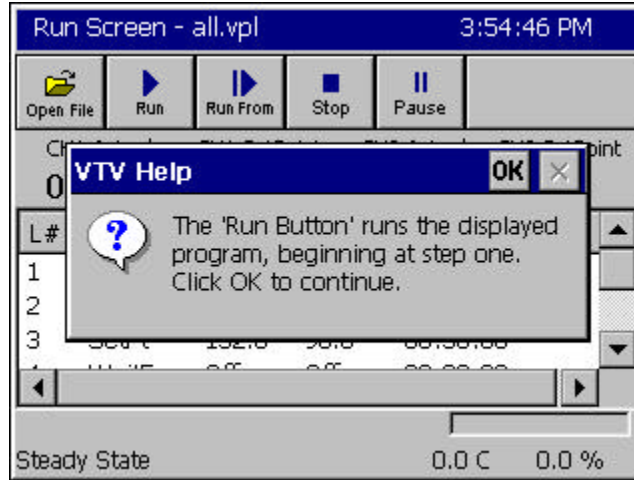 Run Screen - all.vpl 3:54:46 PM
Open File Run Run From Stop Pause
VTV Help OK
L#
The 'Run Button' runs the displayed
program, beginning at step one.
Click OK to continue.
1
2
3
Steady State 0.0 C 0.0 %